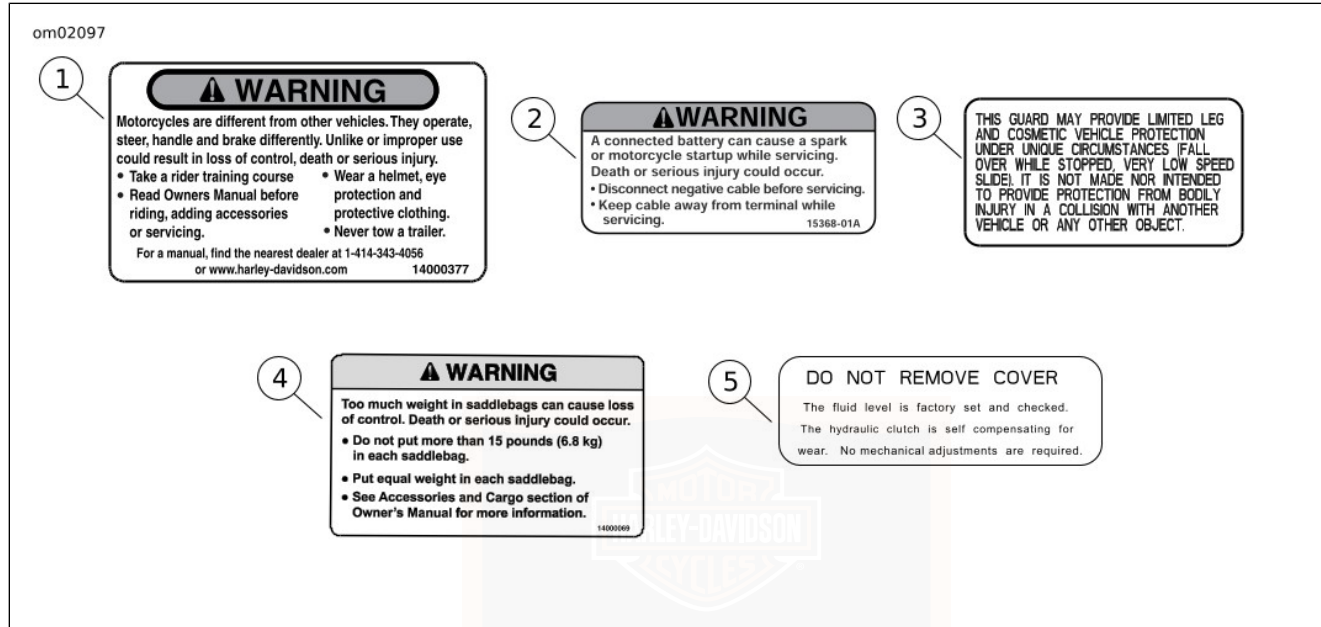 om02097
1
WARNING
Motorcycles are different from other vehicles. They operate,
steer, handle and brake differently. Unlike or improper use
could result in loss of control, death or serious injury.
• Take a rider training course
• Read Owners Manual before
riding, adding accessories
or servicing.
• Wear a helmet, eye
protection and
protective clothing.
• Never tow a trailer.
For a manual, find the nearest dealer at 1-414-343-4056
or www.harley-davidson.com 14000377
2
WARNING
A connected battery can cause a spark
or motorcycle startup while servicing.
Death or serious injury could occur.
• Disconnect negative cable before servicing.
• Keep cable away from terminal while
servicing. 15368-01A
3
THIS GUARD MAY PROVIDE LIMITED LEG
AND COSMETIC VEHICLE PROTECTION
UNDER UNIQUE CIRCUMSTANCES (FALL
OVER WHILE STOPPED, VERY LOW SPEED
SLIDE). IT IS NOT MADE NOR INTENDED
TO PROVIDE PROTECTION FROM BODILY
INJURY IN A COLLISION WITH ANOTHER
VEHICLE OR ANY OTHER OBJECT.
4
WARNING
Too much weight in saddlebags can cause loss
of control. Death or serious injury could occur.
• Do not put more than 15 pounds (6.8 kg)
in each saddlebag.
• Put equal weight in each saddlebag.
• See Accessories and Cargo section of
Owner's Manual for more information.
14000069
5
DO NOT REMOVE COVER
The fluid level is factory set and checked.
The hydraulic clutch is self compensating for
wear. No mechanical adjustments are required.
MOTOR
HARLEY-DAVIDSON
CYCLES